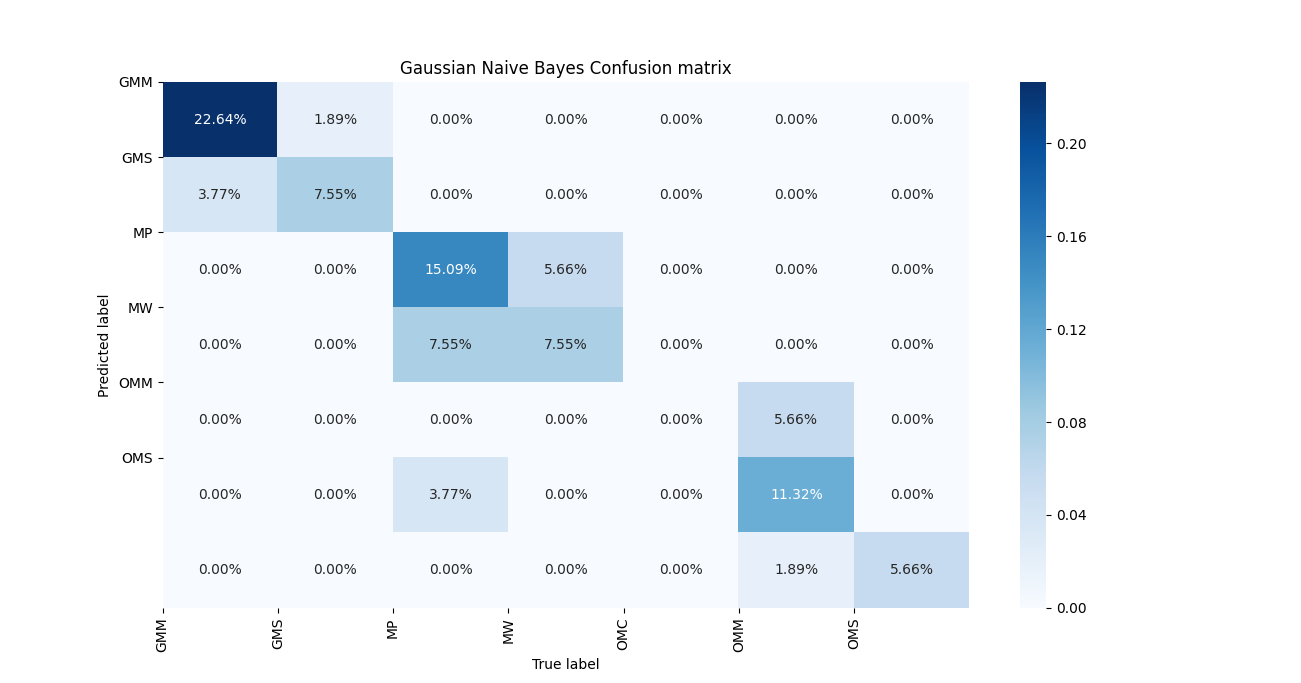 Gaussian Naive Bayes Confusion matrix
GMM
22.64% 1.89% 0.00% 0.00% 0.00% 0.00% 0.00%
GMS
3.77% 7.55% 0.00% 0.00% 0.00% 0.00% 0.00%
MP
0.00% 0.00% 15.09% 5.66% 0.00% 0.00% 0.00%
MW
0.00% 0.00% 7.55% 7.55% 0.00% 0.00% 0.00%
OMM
0.00% 0.00% 0.00% 0.00% 0.00% 5.66% 0.00%
OMS
0.00% 0.00% 3.77% 0.00% 0.00% 11.32% 0.00%
0.00% 0.00% 0.00% 0.00% 0.00% 1.89% 5.66%
Predicted label
GMM GMS MP MW OMC OMM OMS
True label
0.20
0.16
0.12
0.08
0.04
0.00